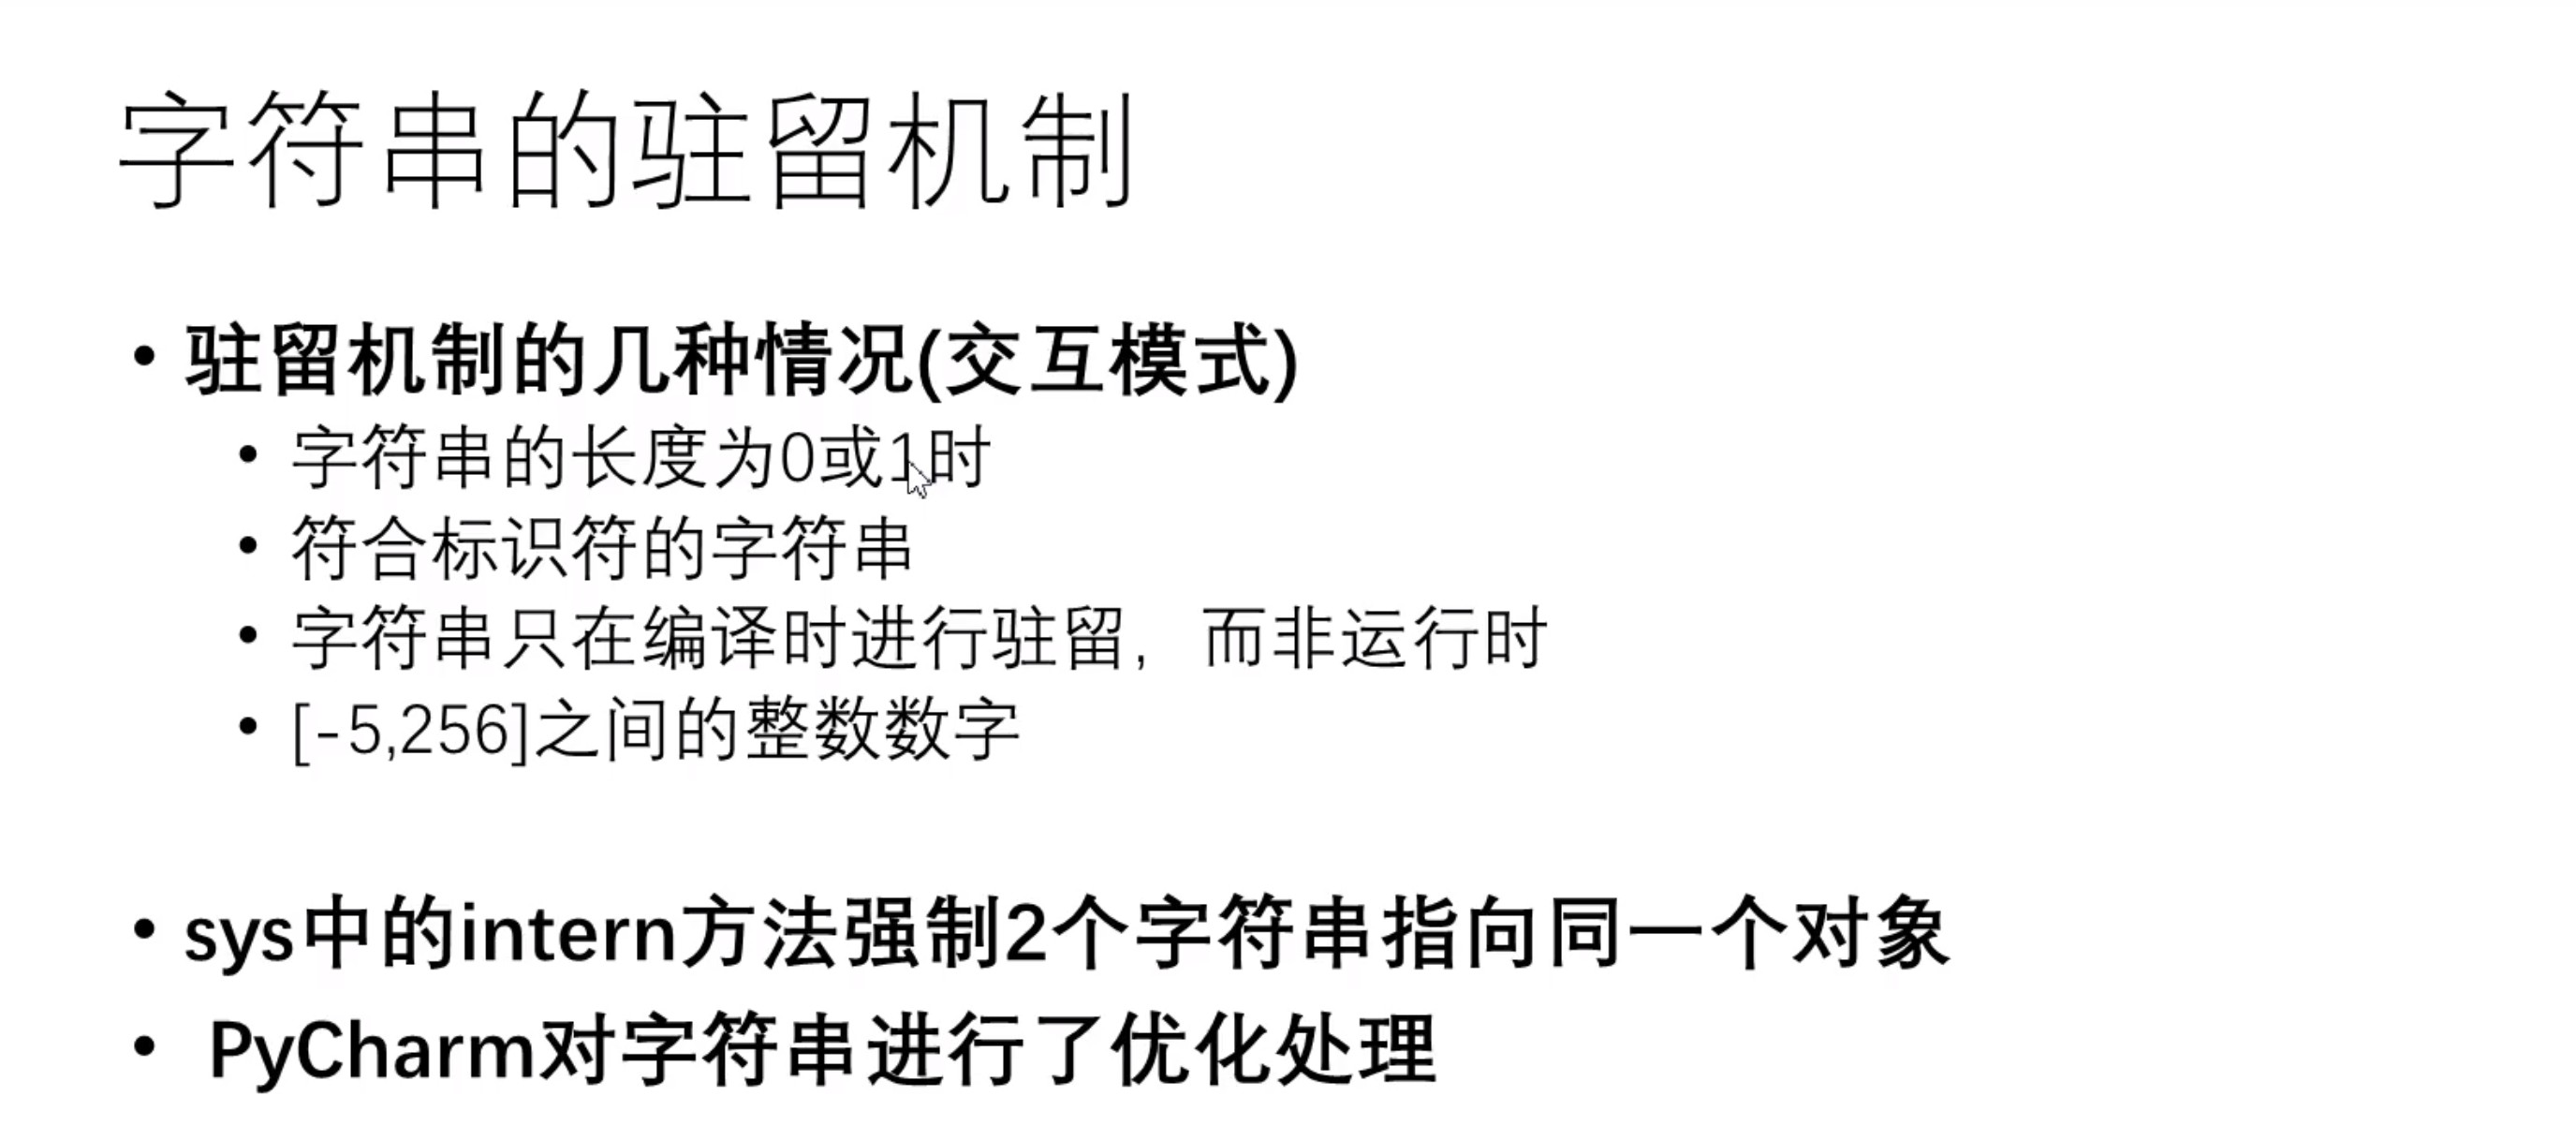 字符串的驻留机制
• 驻留机制的几种情况(交互模式)
• 字符串的长度为0或1时
• 符合标识符的字符串
• 字符串只在编译时进行驻留，而非运行时
• [-5,256]之间的整数数字
• sys中的intern方法强制2个字符串指向同一个对象
• PyCharm对字符串进行了优化处理